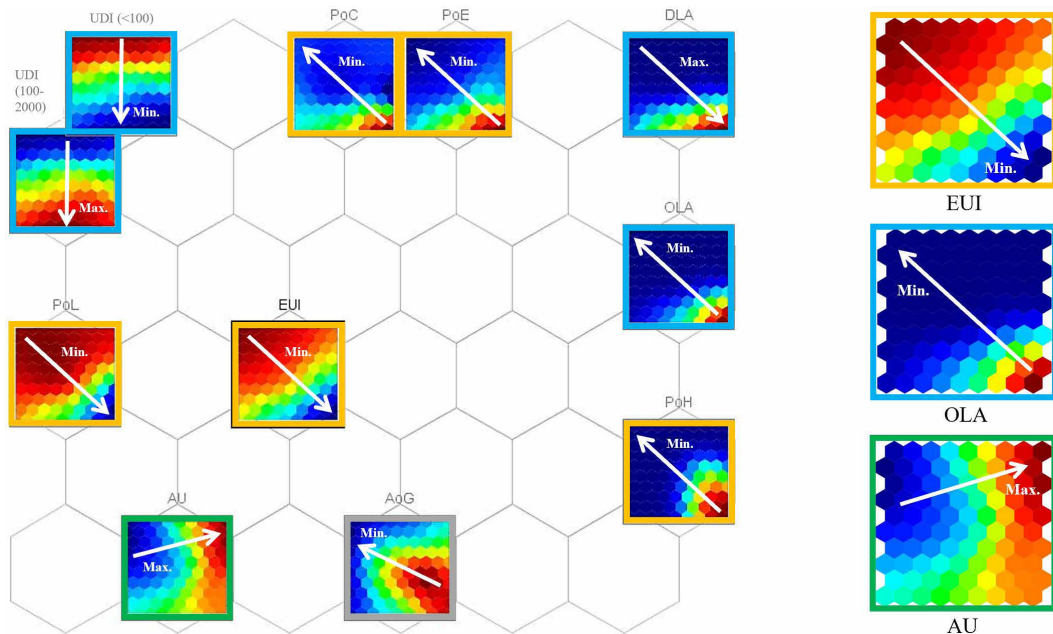 UDI (<100)
PoC
PoE
DLA
UDI
(100-
2000)
Min.
Min.
Min.
Max.
Max.
Min.
EUI
OLA
Min.
Min.
PoL
EUI
Min.
Min.
OLA
PoH
Min.
AU
AoG
Min.
Max.
Max.
AU